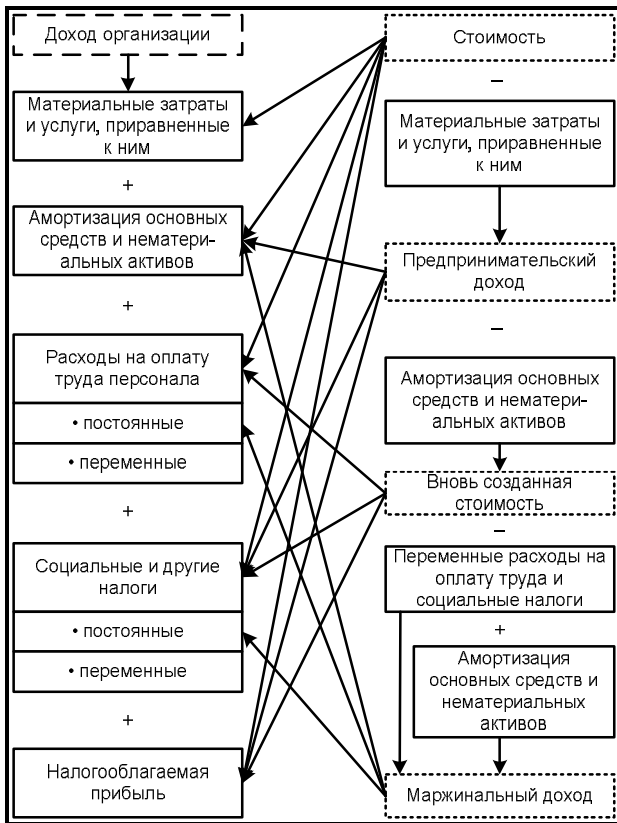 Доход организации
Материальные затраты
и услуги, приравненные
к ним
+
Амортизация основных
средств и нематери-
альных активов
+
Расходы на оплату
труда персонала
• постоянные
• переменные
+
Социальные и другие
налоги
• постоянные
• переменные
+
Налогооблагаемая
прибыль
Стоимость
–
Материальные затраты
и услуги, приравненные
к ним
Предпринимательский
доход
–
Амортизация основных
средств и нематери-
альных активов
Вновь созданная
стоимость
–
Переменные расходы на
оплату труда и
социальные налоги
+
Амортизация
основных средств и
нематериальных
активов
Маржинальный доход